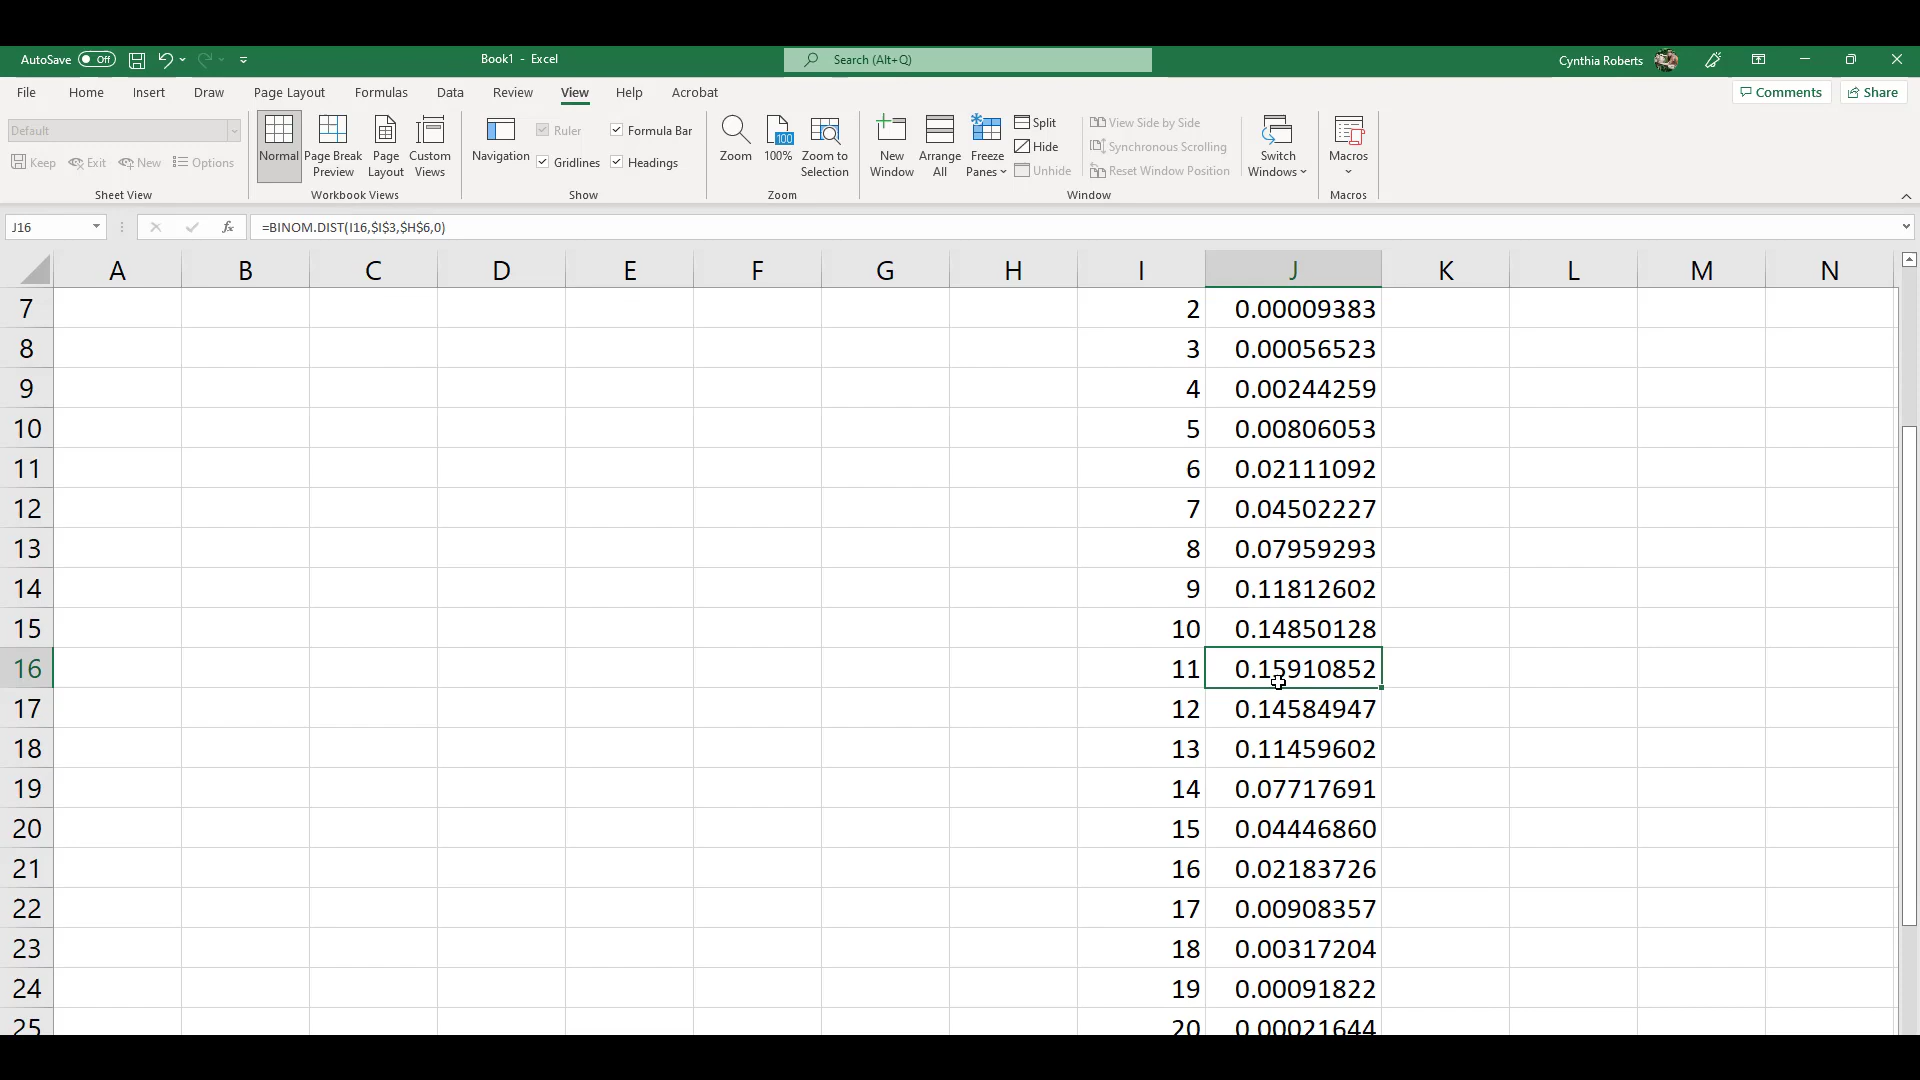 AutoSave Off Book1 - Excel Search (Alt+Q) Cynthia Roberts
File Home Insert Draw Page Layout Formulas Data Review View Help Acrobat Comments Share
Default
Keep Exit New Options
Sheet View
Normal Page Break Preview Page Layout Custom Views
Workbook Views
Navigation Ruler Formula Bar
Gridlines Headings
Show
Zoom 100% Zoom to Selection
Zoom
New Window Arrange All Freeze Panes
Split
Hide
Unhide
View Side by Side
Synchronous Scrolling
Reset Window Position
Window
Switch Windows
Macros
Macros
J16 fx =BINOM.DIST(I16,$I$3,$H$6,0)
A B C D E F G H I J K L M N
7 2 0.00009383
8 3 0.00056523
9 4 0.00244259
10 5 0.00806053
11 6 0.02111092
12 7 0.04502227
13 8 0.07959293
14 9 0.11812602
15 10 0.14850128
16 11 0.15910852
17 12 0.14584947
18 13 0.11459602
19 14 0.07717691
20 15 0.04446860
21 16 0.02183726
22 17 0.00908357
23 18 0.00317204
24 19 0.00091822
25 20 0.00021644